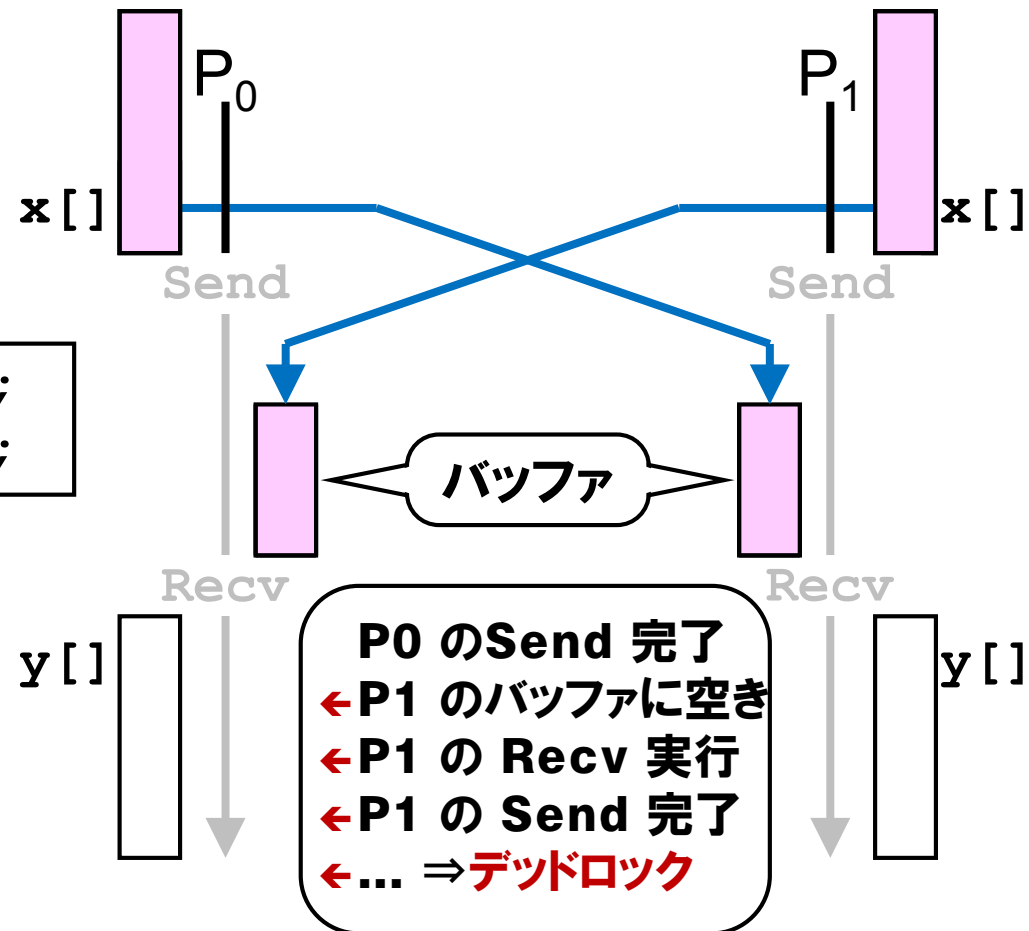 P0
P1
x[]
x[]
Send
Send
;
;
バッファ
Recv
Recv
y[]
y[]
P0 のSend 完了
←P1 のバッファに空き
←P1 の Recv 実行
←P1 の Send 完了
←... ⇒デッドロック